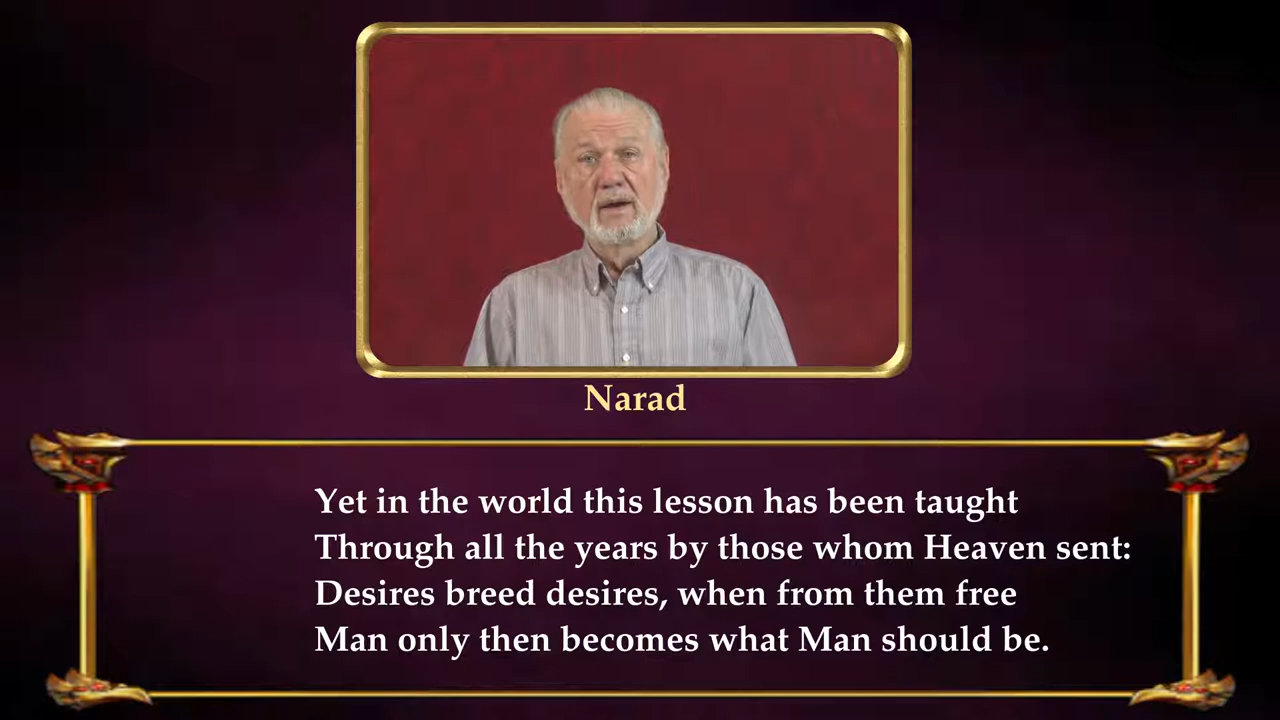 Narad
Yet in the world this lesson has been taught
Through all the years by those whom Heaven sent:
Desires breed desires, when from them free
Man only then becomes what Man should be.